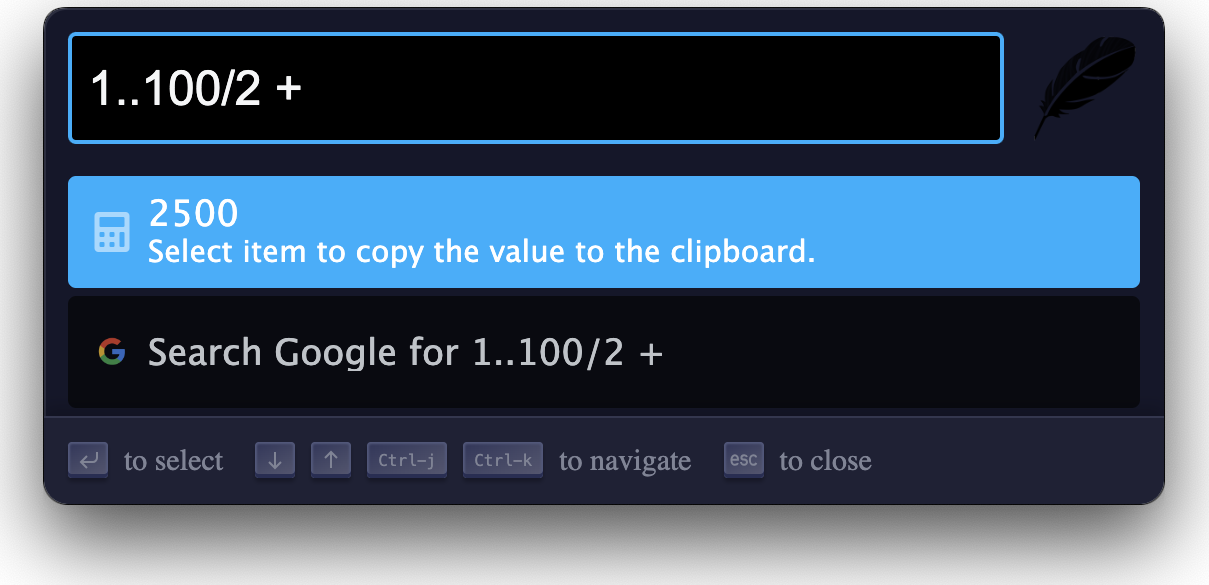 1..100/2 +
2500
Select item to copy the value to the clipboard.
Search Google for 1..100/2 +
↵ to select ↓ ↑ Ctrl-j Ctrl-k to navigate esc to close